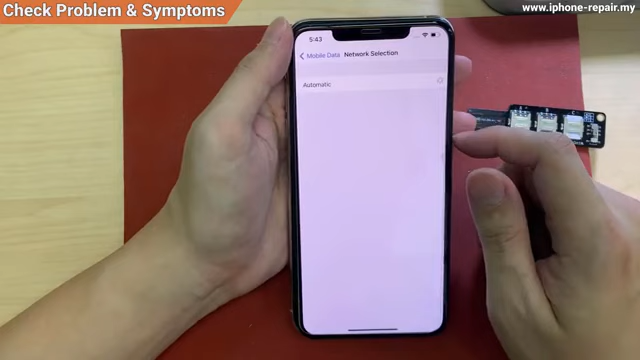 Check Problem & Symptoms
www.iphone-repair.my
5:43
Mobile Data
Network Selection
Automatic